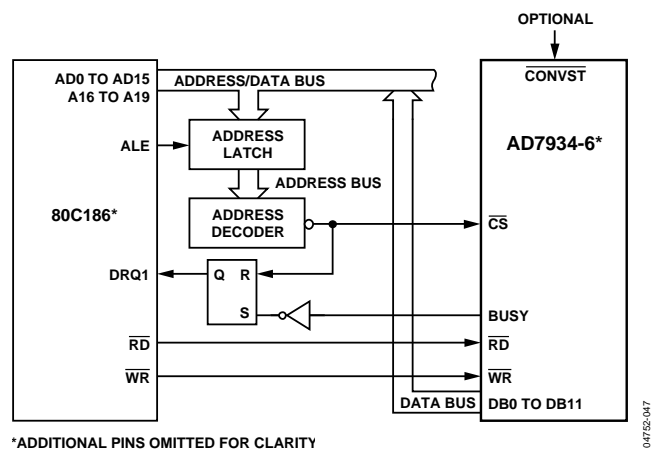 OPTIONAL
AD0 TO AD15
A16 TO A19
ADDRESS/DATA BUS
CONVST
ALE
ADDRESS
LATCH
AD7934-6*
ADDRESS BUS
80C186*
ADDRESS
DECODER
CS
DRQ1
Q R
S
BUSY
RD
RD
WR
WR
DATA BUS
DB0 TO DB11
*ADDITIONAL PINS OMITTED FOR CLARITY
04752-047